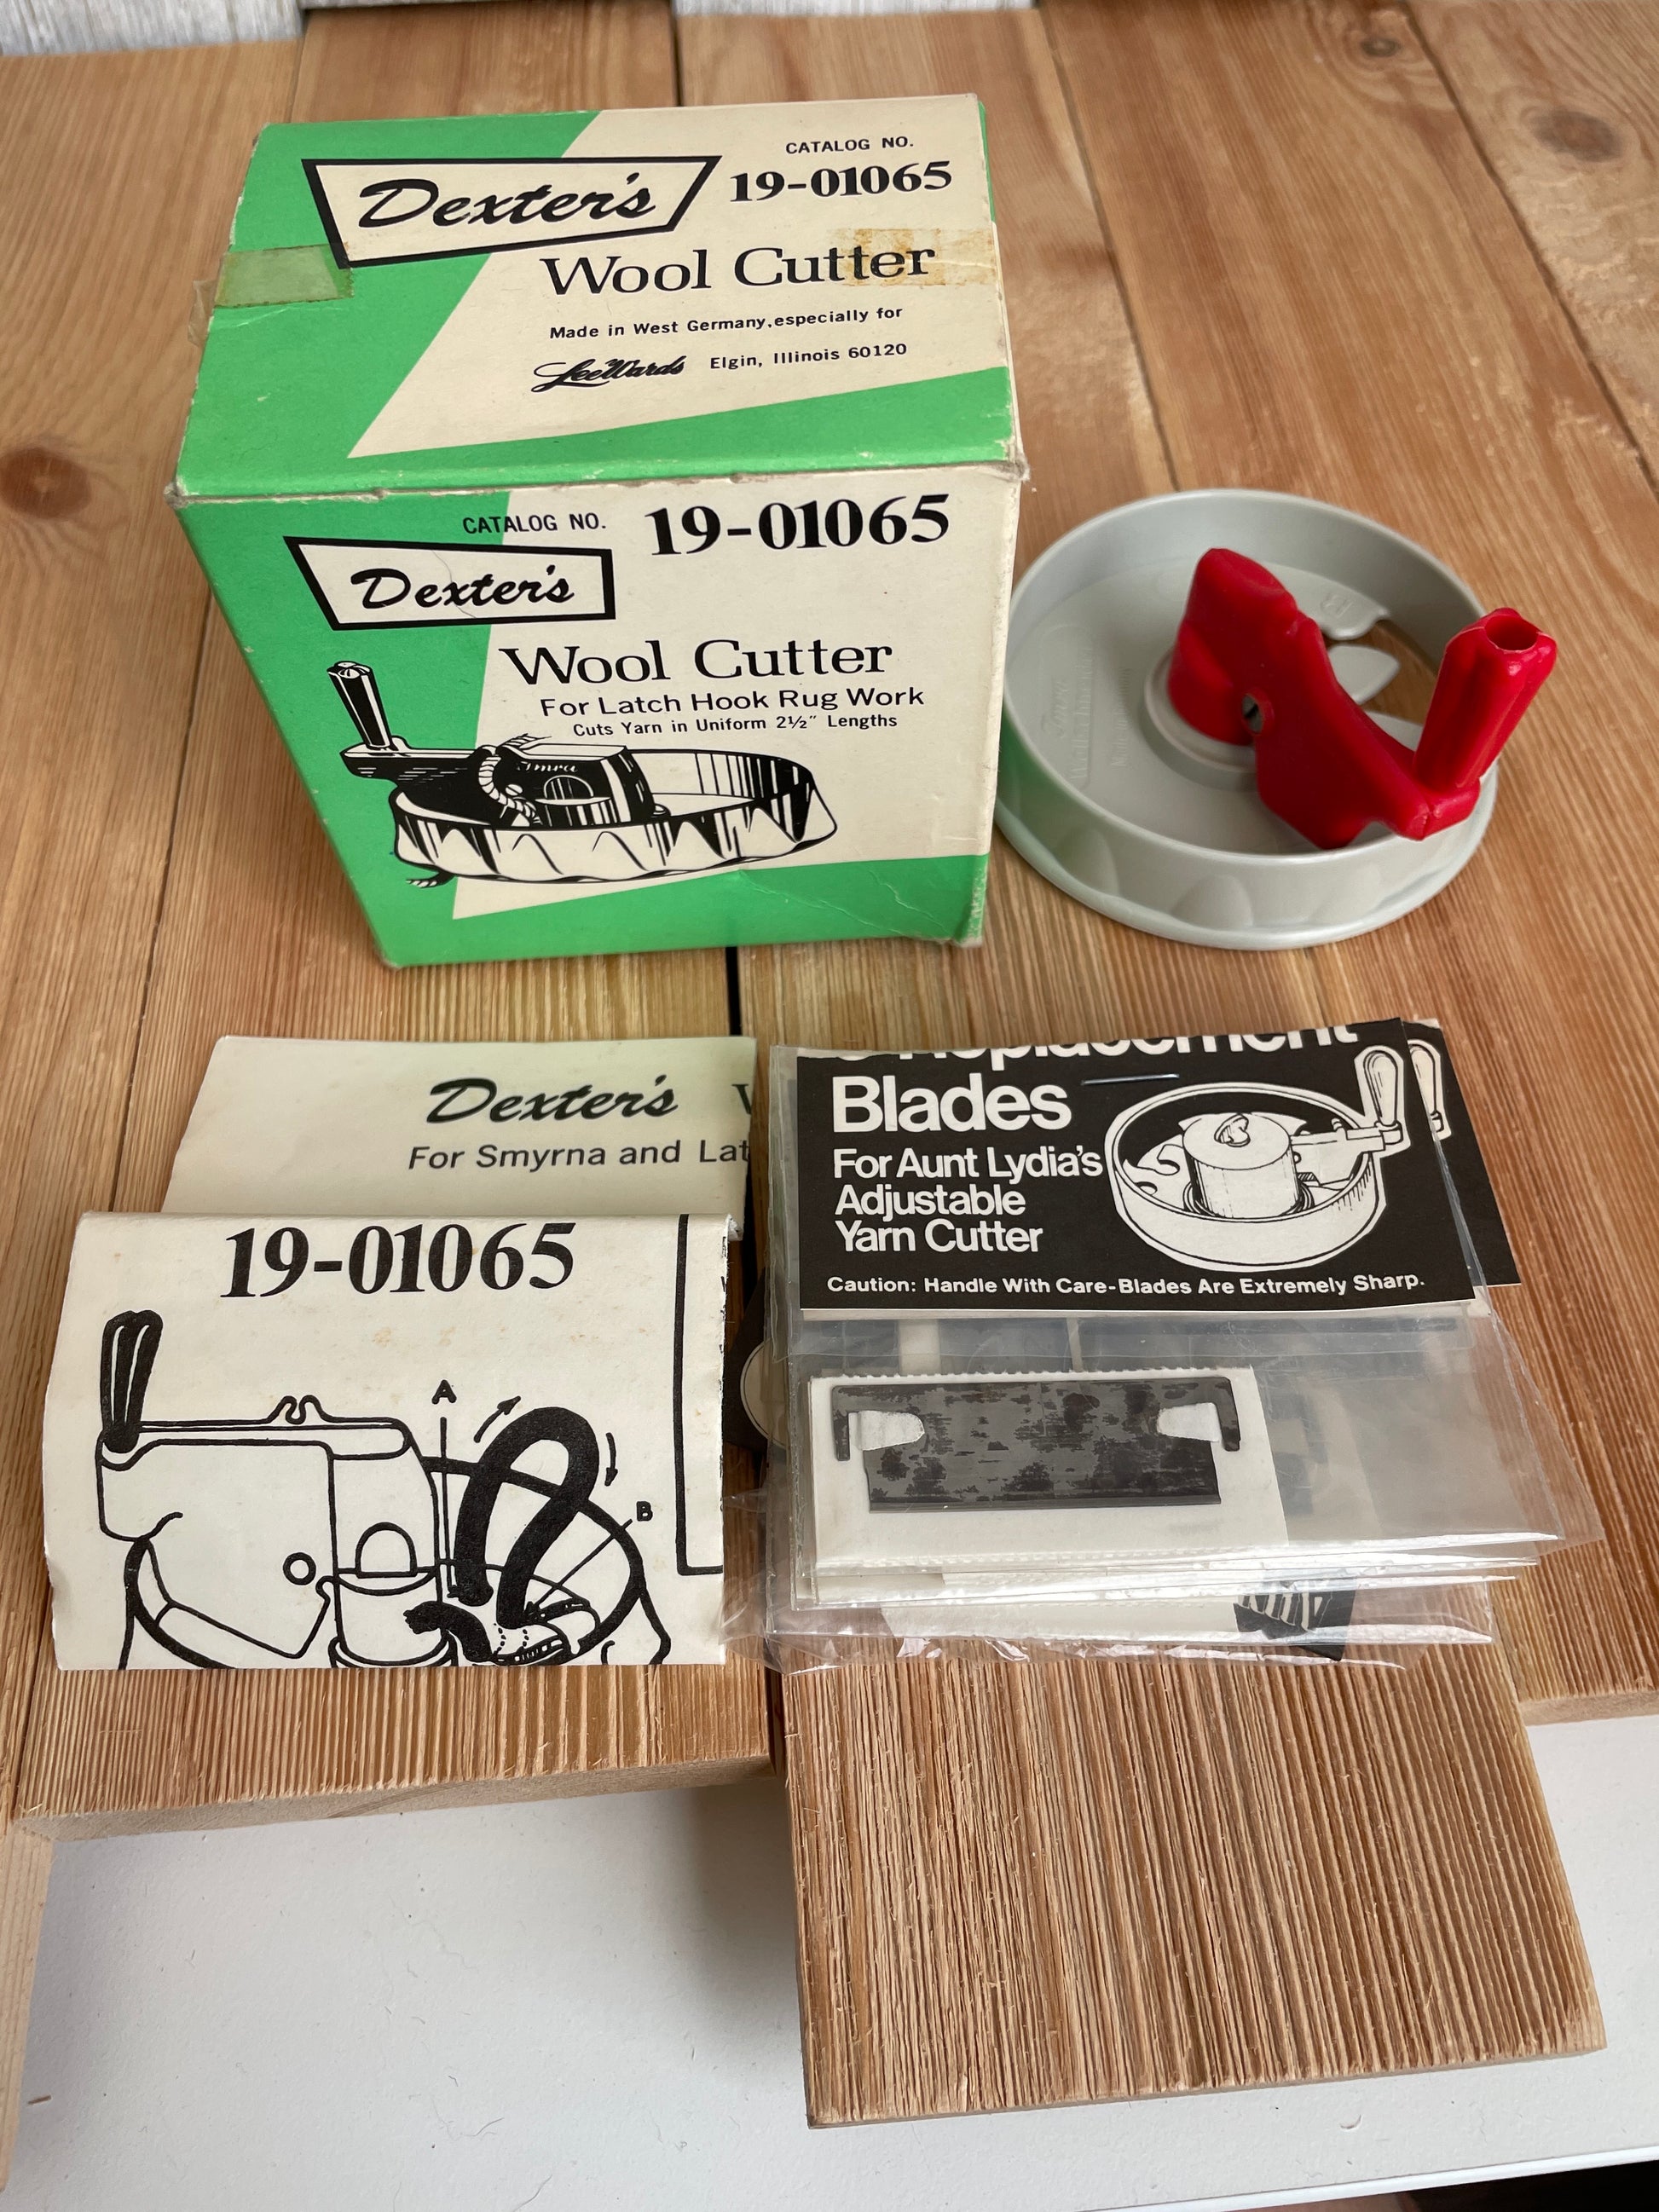 Dexter's
CATALOG NO.
19-01065
Wool Cutter
Made in West Germany, especially for
LeeWards Elgin, Illinois 60120
CATALOG NO. 19-01065
Dexter's
Wool Cutter
For Latch Hook Rug Work
Cuts Yarn in Uniform 2½" Lengths
Imra
Dexter's
For Smyrna and Lat
19-01065
A
B
Replacement
Blades
For Aunt Lydia's
Adjustable
Yarn Cutter
Caution: Handle With Care-Blades Are Extremely Sharp.